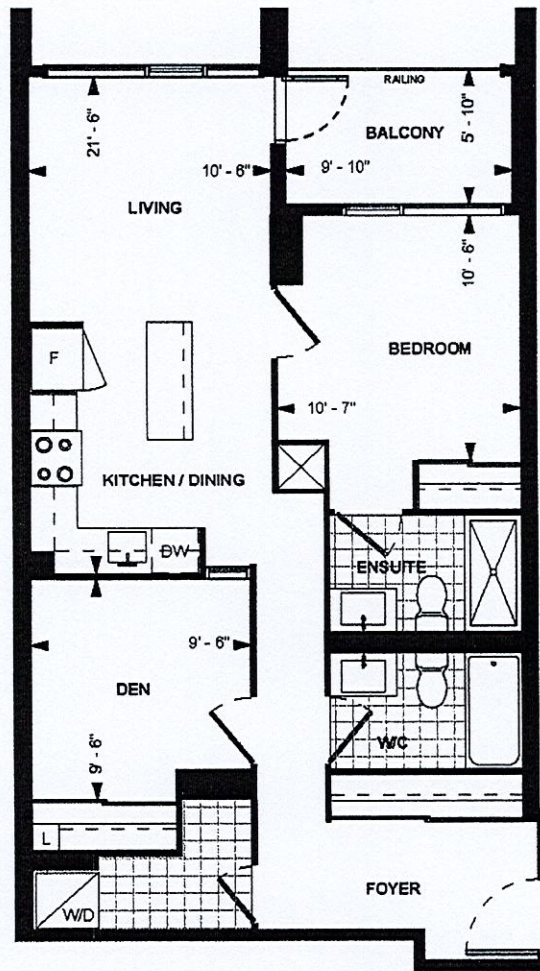 RAILING
21' - 6"
5' - 10"
BALCONY
10' - 6"
9' - 10"
LIVING
10' - 6"
BEDROOM
F
10' - 7"
KITCHEN / DINING
DW
ENSUITE
9' - 6"
DEN
W/C
9' - 6"
L
FOYER
W/D